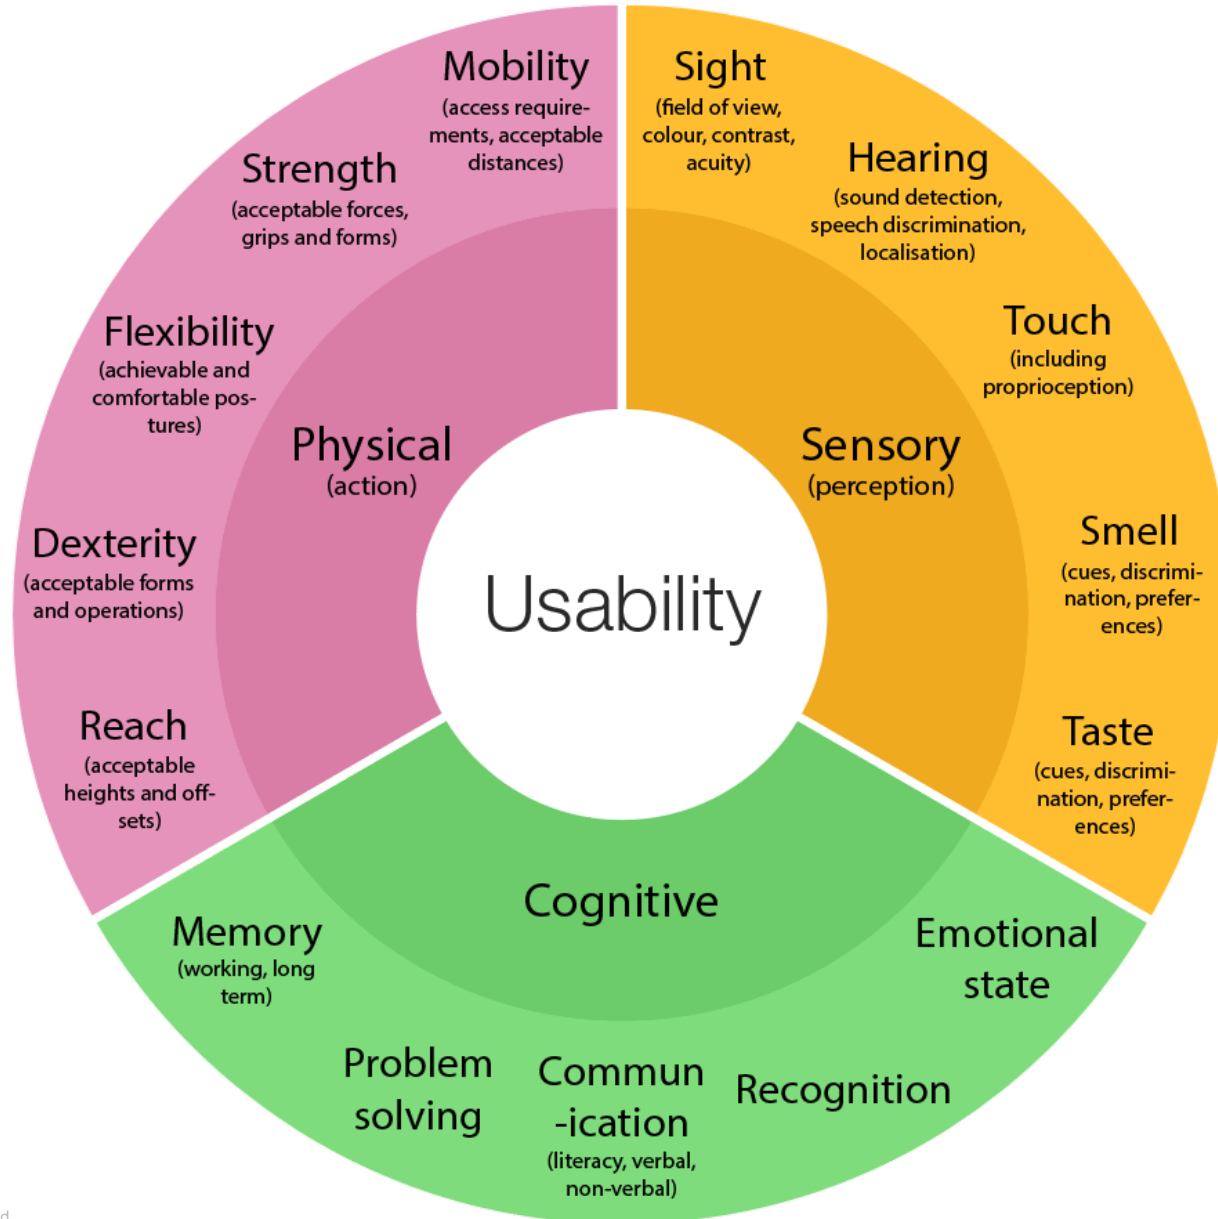 Mobility
(access require-
ments, acceptable
distances)
Strength
(acceptable forces,
grips and forms)
Flexibility
(achievable and
comfortable pos-
tures)
Dexterity
(acceptable forms
and operations)
Reach
(acceptable
heights and off-
sets)
Physical
(action)
Sight
(field of view,
colour, contrast,
acuity)
Hearing
(sound detection,
speech discrimination,
localisation)
Touch
(including
proprioception)
Smell
(cues, discrimi-
nation, prefer-
ences)
Taste
(cues, discrimi-
nation, prefer-
ences)
Sensory
(perception)
Usability
Cognitive
Memory
(working, long
term)
Problem
solving
Commun
-ication
(literacy, verbal,
non-verbal)
Recognition
Emotional
state